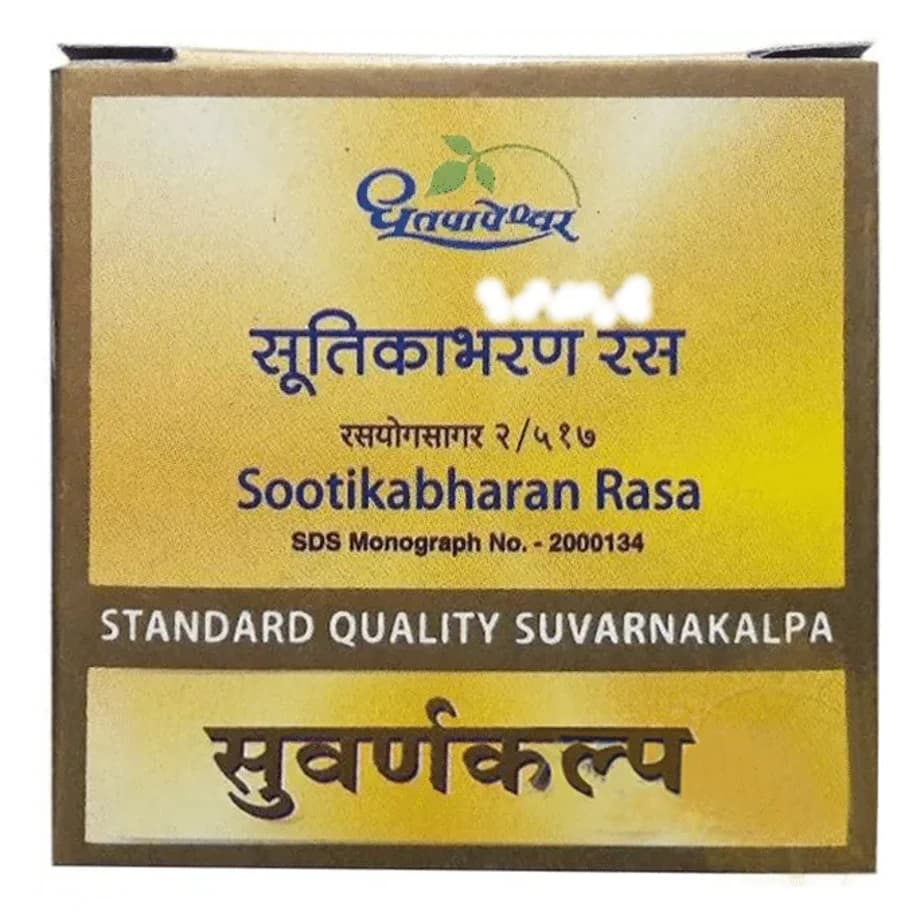 धूतपापेश्वर
सूतिकाभरण रस
रसयोगसागर २/५१७
Sootikabharan Rasa
SDS Monograph No. - 2000134
STANDARD QUALITY SUVARNAKALPA
सुवर्णकल्प